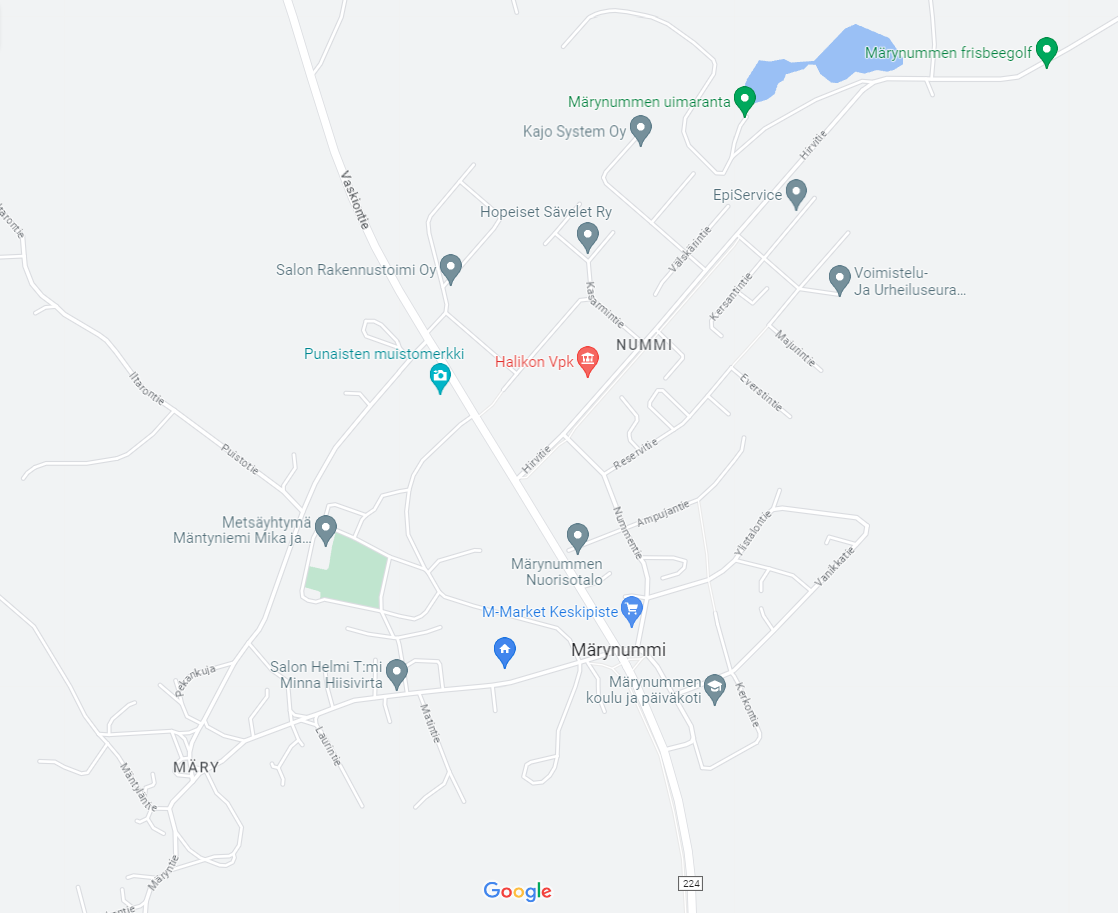 Märynummen frisbeegolf
Märynummen uimaranta
Kajo System Oy
Hirvitie
Vaskiontie
EpiService
Hopeiset Sävelet Ry
Välskärintie
Salon Rakennustoimi Oy
Voimistelu-
Ja Urheiluseura...
Kersantintie
Kasarmintie
NUMMI
Majurintie
Punaisten muistomerkki
Halikon Vpk
Iltarontie
Everstintie
Puistotie
Hirvitie
Reservitie
Metsäyhtymä
Mäntyniemi Mika ja...
Ampujantie
Nummentie
Ylistalontie
Märynummen
Nuorisotalo
Vanikkatie
M-Market Keskipiste
Märynummi
Salon Helmi T:mi
Minna Hiisivirta
Pekankuja
Märynummen
koulu ja päiväkoti
Kerkontie
Matintie
Laurintie
MÄRY
Mäntyläntie
Märyntie
Google
224